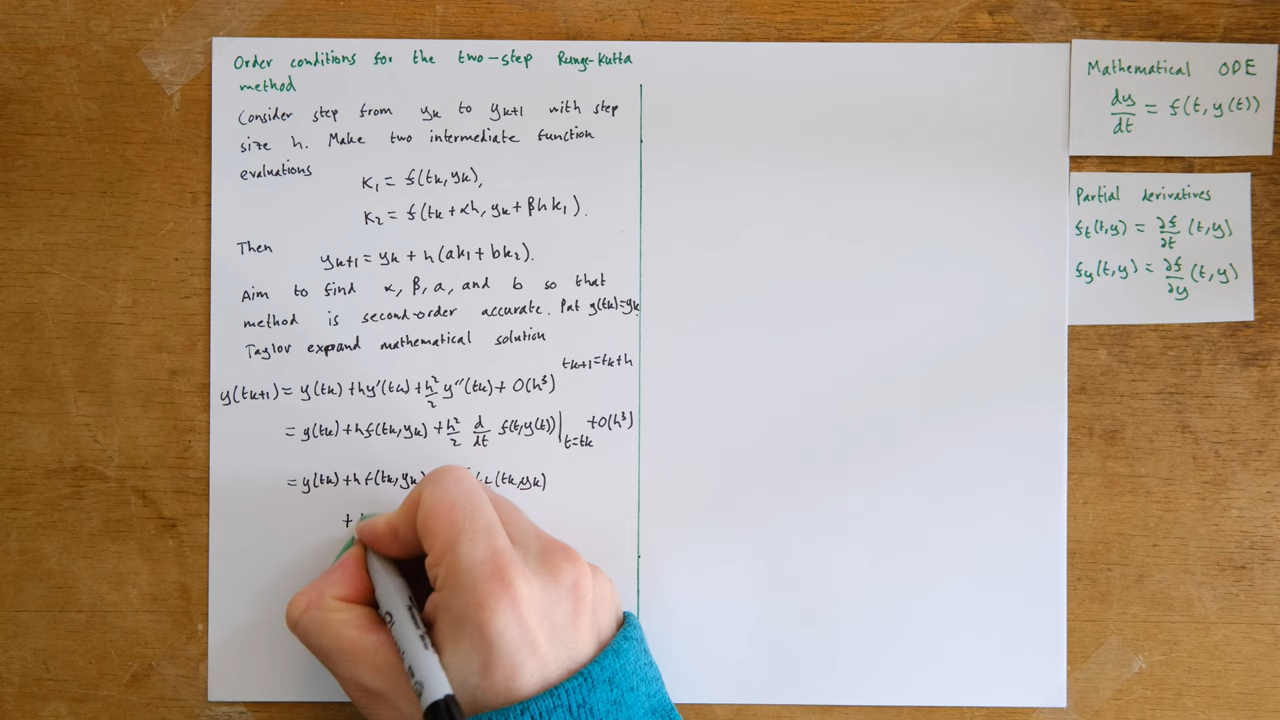 Order conditions for the two-step Runge-Kutta
method
Consider step from yk to yk+1 with step
size h. Make two intermediate function
evaluations
K1 = f(tk, yk),
K2 = f(tk + αh, yk + βhk1).
Then
yk+1 = yk + h(ak1 + bk2).
Aim to find α, β, a, and b so that
method is second-order accurate. Put y(tk)=yk.
Taylor expand mathematical solution
tk+1=tk+h
y(tk+1) = y(tk) + hy'(tk) + h²/2 y''(tk) + O(h³)
= y(tk) + hf(tk, yk) + h²/2 d/dt f(t,y(t))|t=tk + O(h³)
= y(tk) + h f(tk, yk) (tk, yk)
+
Mathematical ODE
dy/dt = f(t, y(t))
Partial derivatives
ft(t,y) = ∂f/∂t (t,y)
fy(t,y) = ∂f/∂y (t,y)